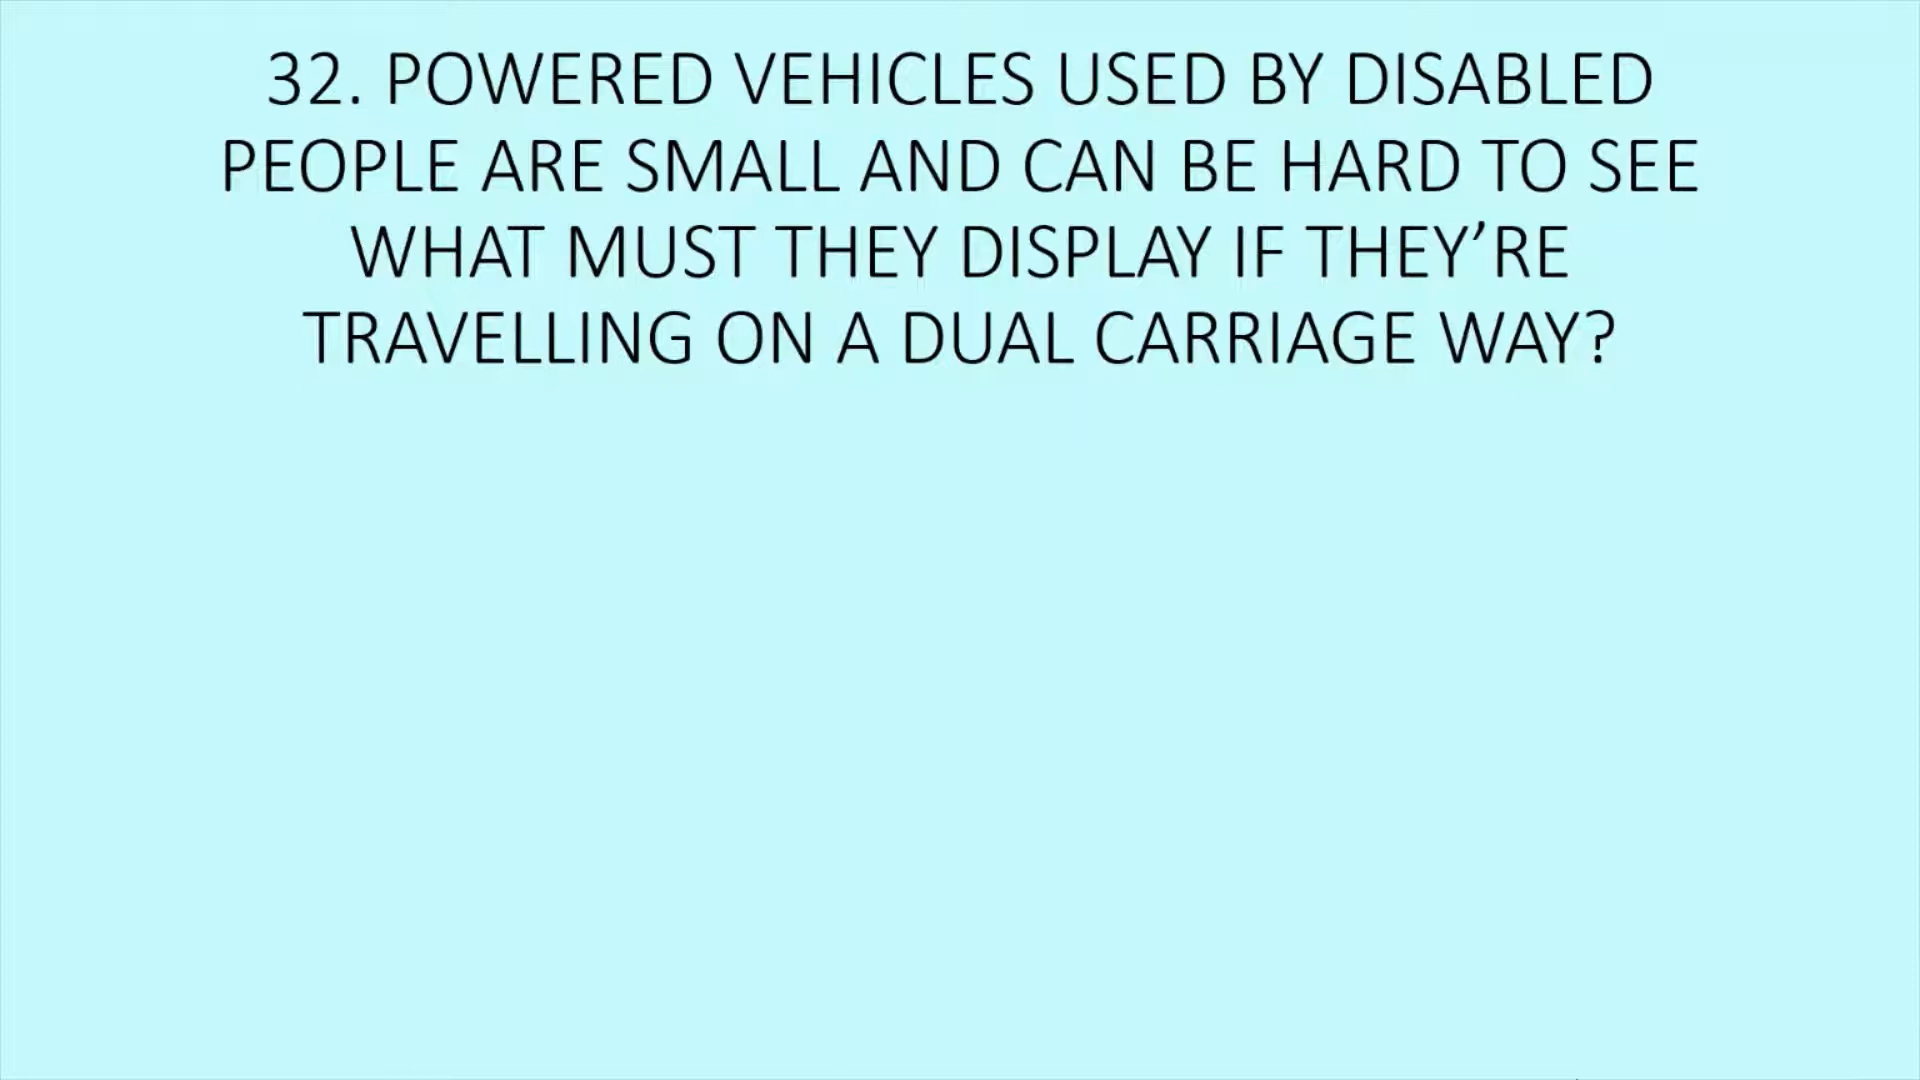 32. POWERED VEHICLES USED BY DISABLED
PEOPLE ARE SMALL AND CAN BE HARD TO SEE
WHAT MUST THEY DISPLAY IF THEY’RE
TRAVELLING ON A DUAL CARRIAGE WAY?